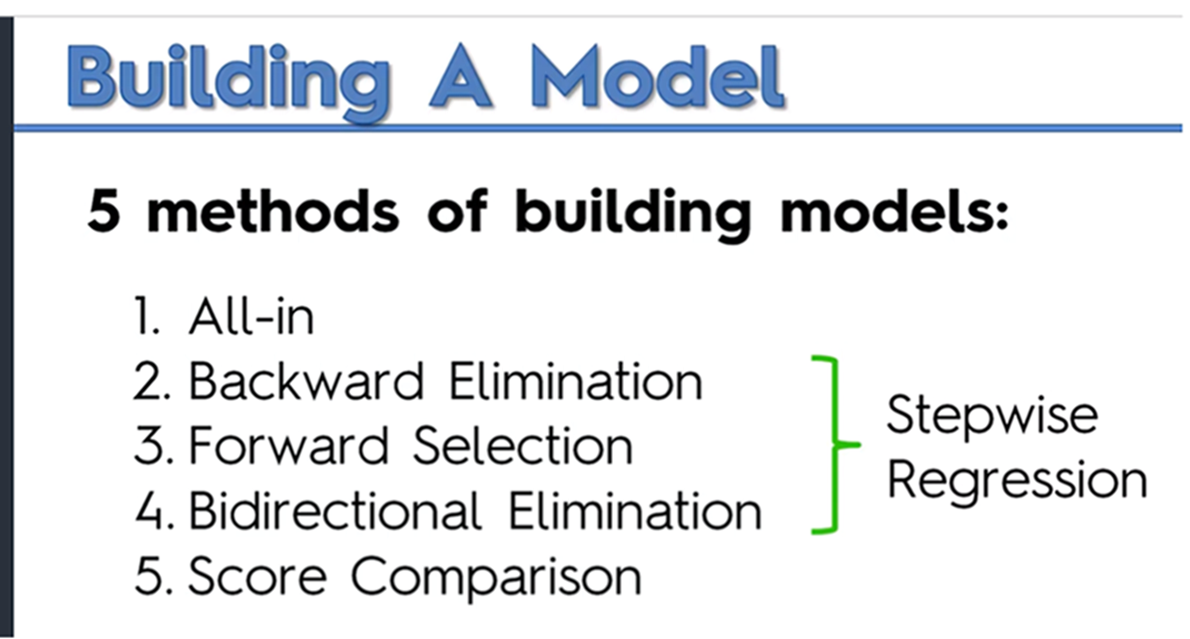 Building A Model
5 methods of building models:
1. All-in
2. Backward Elimination
3. Forward Selection
4. Bidirectional Elimination
5. Score Comparison
Stepwise
Regression